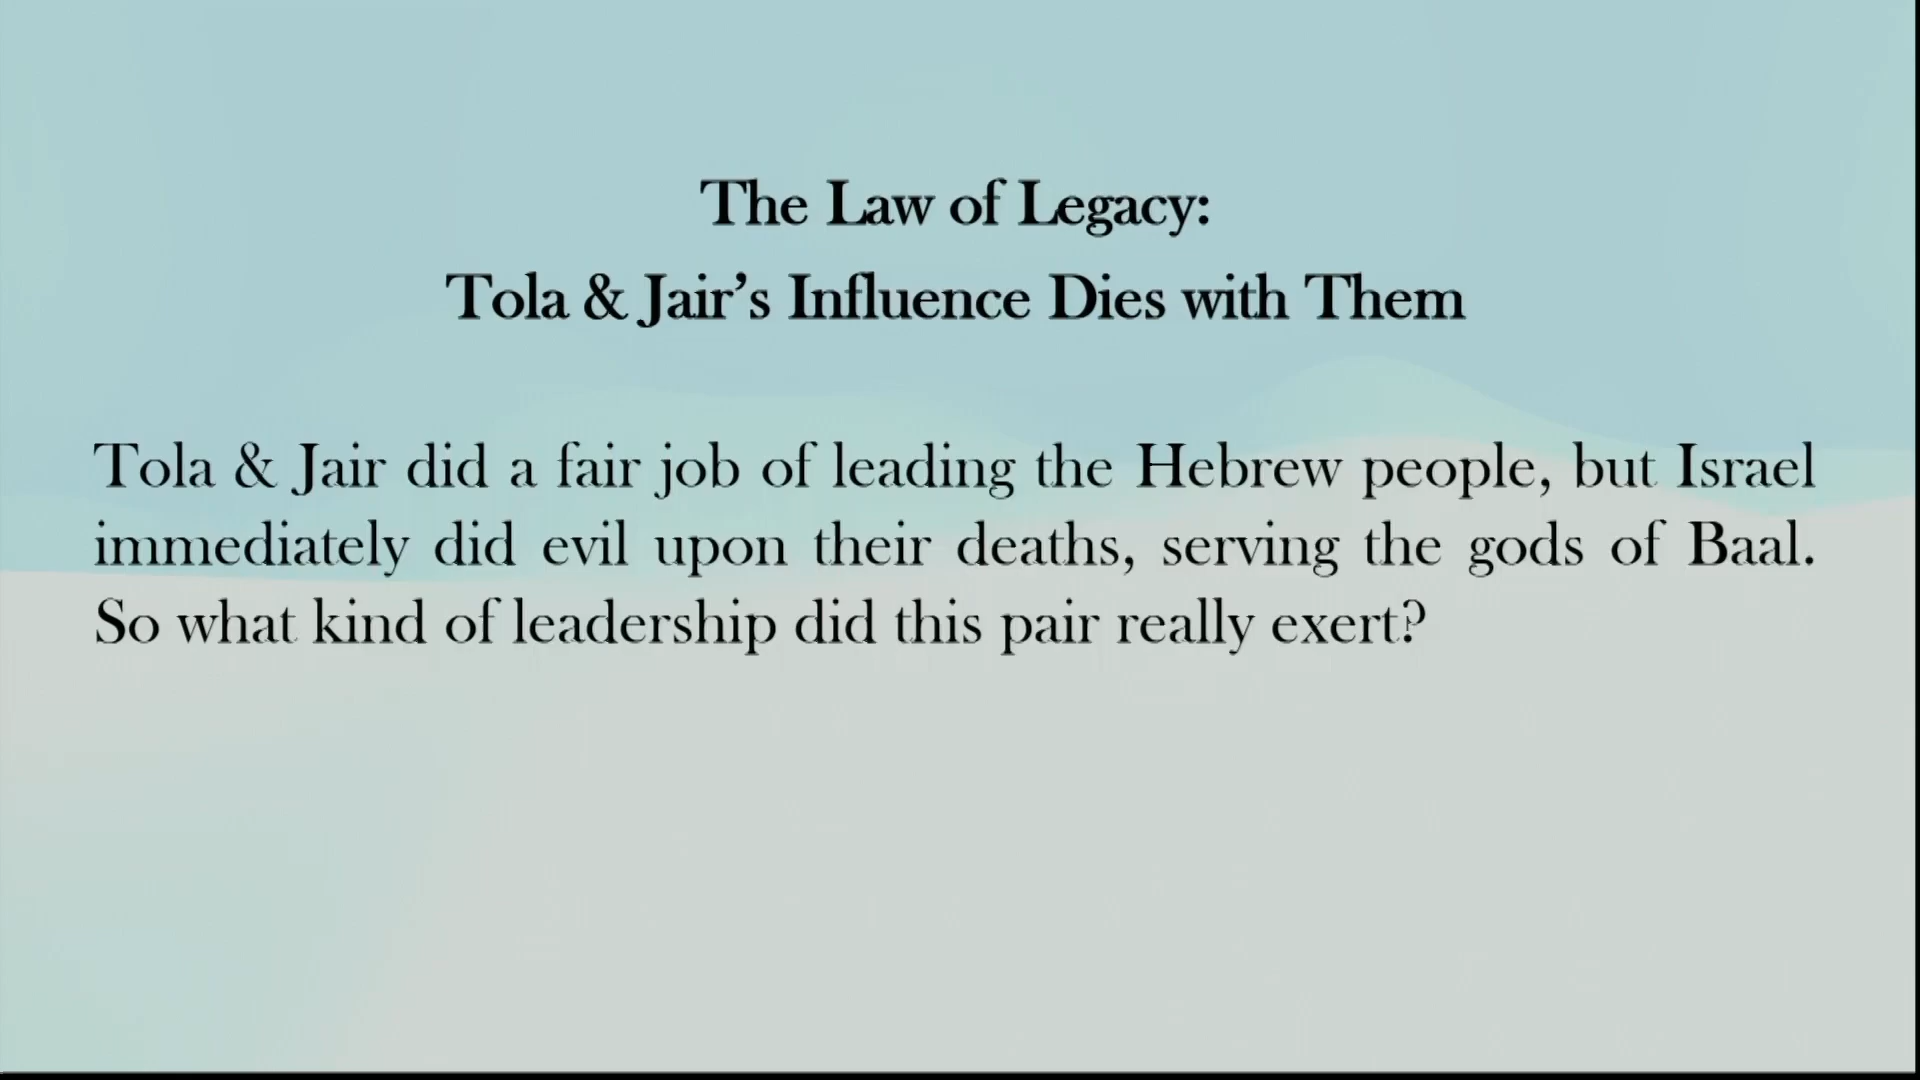 The Law of Legacy:
Tola & Jair’s Influence Dies with Them
Tola & Jair did a fair job of leading the Hebrew people, but Israel
immediately did evil upon their deaths, serving the gods of Baal.
So what kind of leadership did this pair really exert?